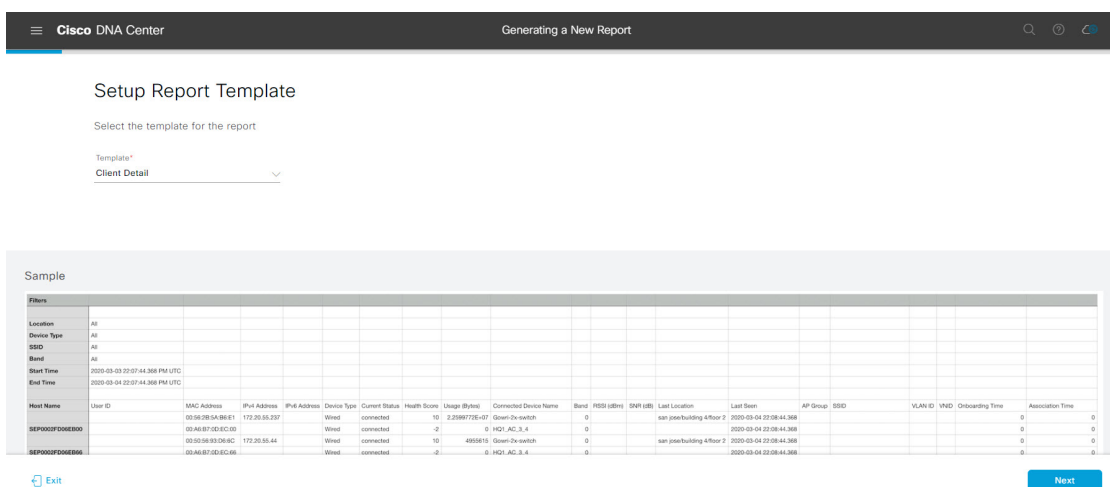 Cisco DNA Center Generating a New Report
Setup Report Template
Select the template for the report
Template*
Client Detail
Sample
Filters
Location All
Device Type All
SSID All
Band All
Start Time 2020-03-03 22:07:44.368 PM UTC
End Time 2020-03-04 22:07:44.368 PM UTC
Host Name User ID MAC Address IPv4 Address IPv6 Address Device Type Current Status Health Score Usage (Bytes) Connected Device Name Band RSSI (dBm) SNR (dB) Last Location Last Seen AP Group SSID VLAN ID VNID Onboarding Time Association Time
00:56:2B:5A:B6:E1 172.20.55.237 Wired connected 10 2.2599772E+07 Gowri-2x-switch 0 san jose/building 4/floor 2 2020-03-04 22:08:44.368 0 0
SEP0002FD06EB00 00:A6:B7:0D:EC:00 Wired connected -2 0 HQ1_AC_3_4 0 2020-03-04 22:08:44.368 0 0
00:50:56:93:D6:6C 172.20.55.44 Wired connected 10 4955615 Gowri-2x-switch 0 san jose/building 4/floor 2 2020-03-04 22:08:44.368 0 0
SEP0002FD06EB66 00:A6:B7:0D:EC:66 Wired connected -2 0 HQ1_AC_3_4 0 2020-03-04 22:08:44.368 0 0
Exit Next